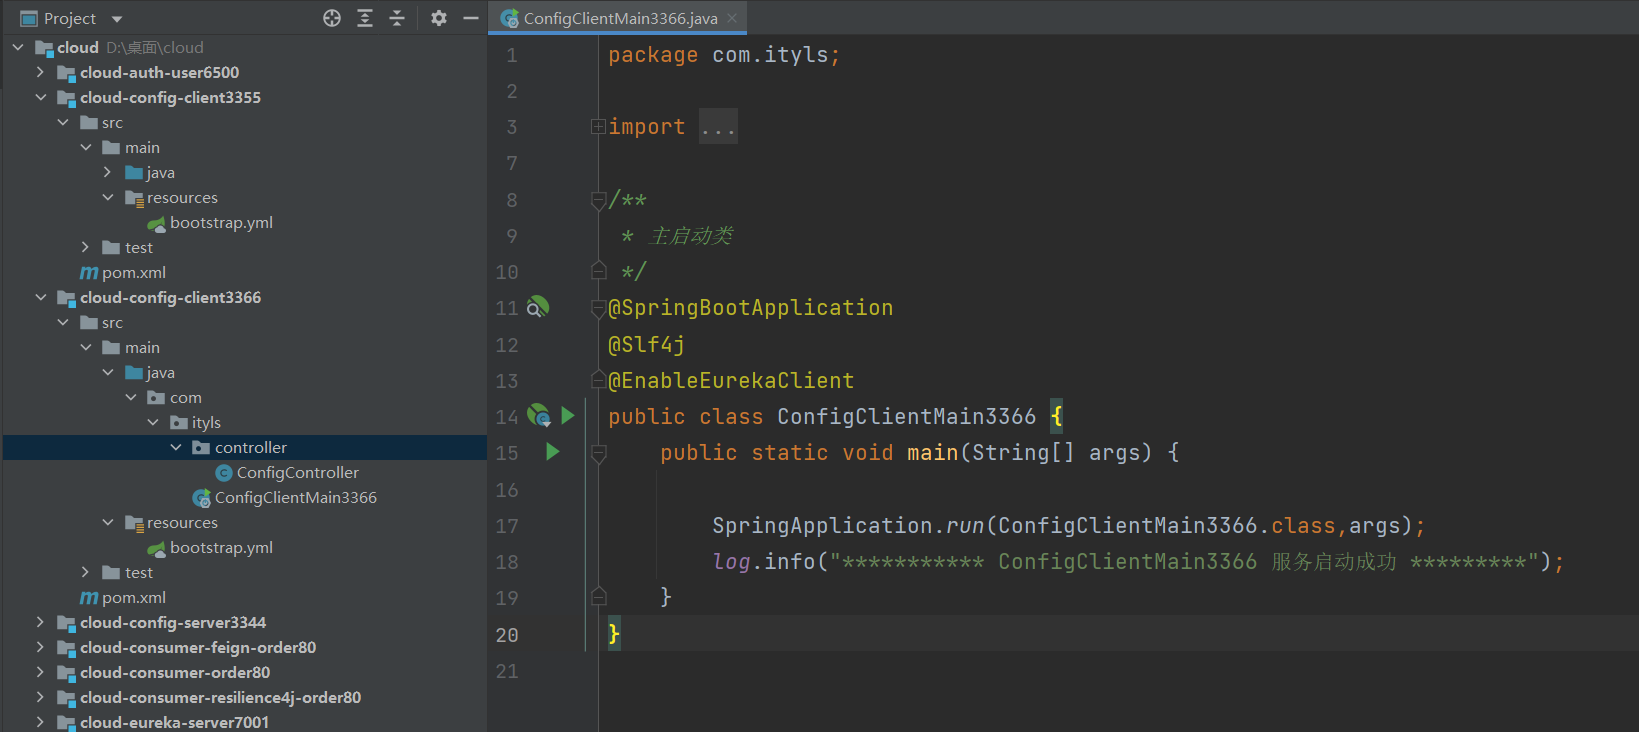 Project
cloud D:\桌面\cloud
cloud-auth-user6500
cloud-config-client3355
src
main
java
resources
bootstrap.yml
test
pom.xml
cloud-config-client3366
src
main
java
com
ityls
controller
ConfigController
ConfigClientMain3366
resources
bootstrap.yml
test
pom.xml
cloud-config-server3344
cloud-consumer-feign-order80
cloud-consumer-order80
cloud-consumer-resilience4j-order80
cloud-eureka-server7001
ConfigClientMain3366.java
1 package com.ityls;
2
3 import ...
7
8 /**
9 * 主启动类
10 */
11 @SpringBootApplication
12 @Slf4j
13 @EnableEurekaClient
14 public class ConfigClientMain3366 {
15 public static void main(String[] args) {
16
17 SpringApplication.run(ConfigClientMain3366.class,args);
18 log.info("*********** ConfigClientMain3366 服务启动成功 *********");
19 }
20 }
21